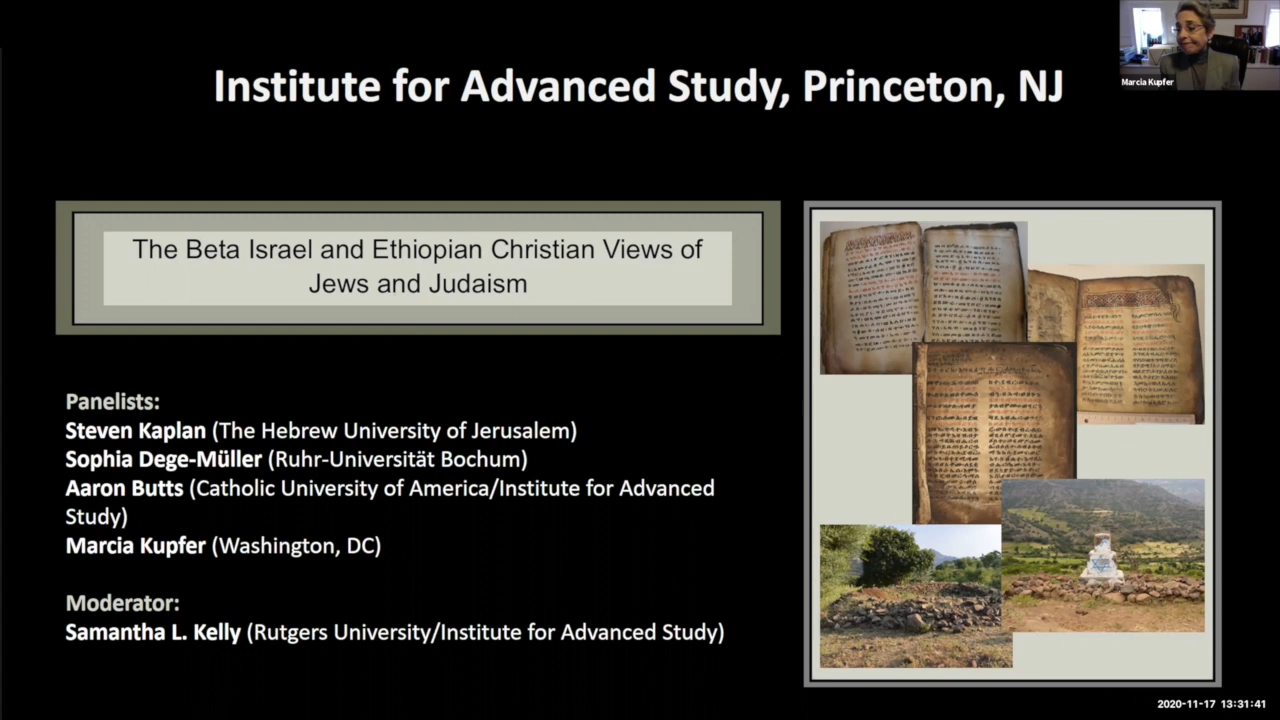 Institute for Advanced Study, Princeton, NJ
Marcia Kupfer
The Beta Israel and Ethiopian Christian Views of
Jews and Judaism
Panelists:
Steven Kaplan (The Hebrew University of Jerusalem)
Sophia Dege-Müller (Ruhr-Universität Bochum)
Aaron Butts (Catholic University of America/Institute for Advanced
Study)
Marcia Kupfer (Washington, DC)
Moderator:
Samantha L. Kelly (Rutgers University/Institute for Advanced Study)
2020-11-17 13:31:41